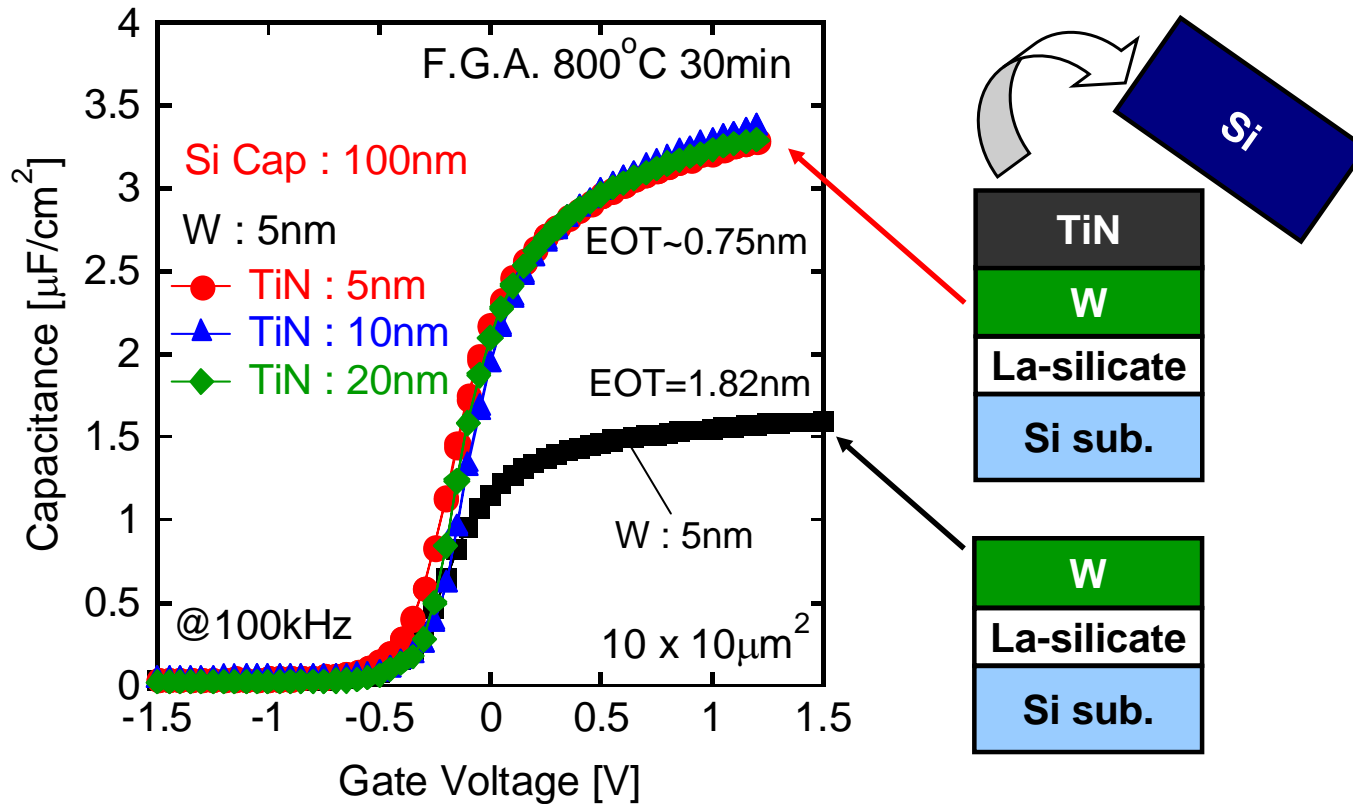 4
3.5
3
2.5
2
1.5
1
0.5
0
-1.5
-1
-0.5
0
0.5
1
1.5
Capacitance [μF/cm²]
Gate Voltage [V]
F.G.A. 800°C 30min
Si Cap : 100nm
W : 5nm
TiN : 5nm
TiN : 10nm
TiN : 20nm
EOT~0.75nm
EOT=1.82nm
W : 5nm
@100kHz
10 x 10μm²
Si
TiN
W
La-silicate
Si sub.
W
La-silicate
Si sub.